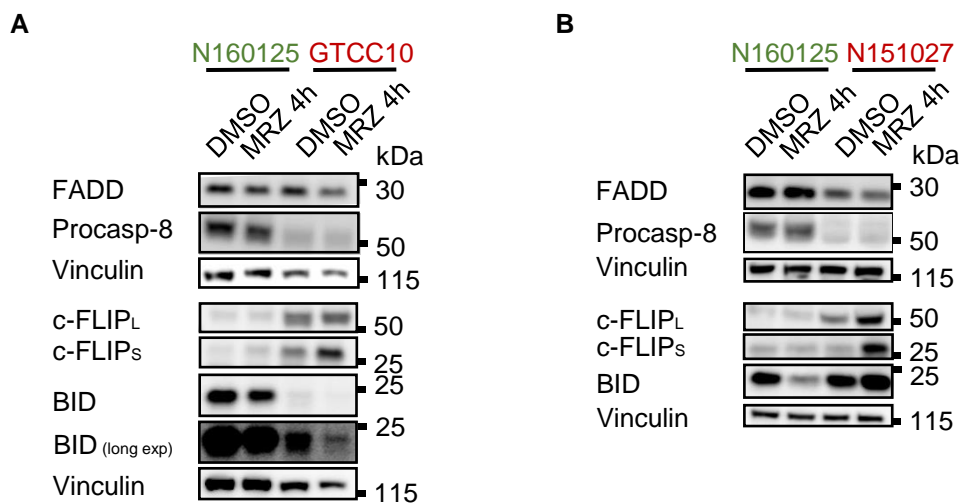 A
N160125 GTCC10
DMSO MRZ 4h DMSO MRZ 4h
kDa
FADD 30
Procasp-8 50
Vinculin 115
c-FLIPL 50
c-FLIPS 25
BID 25
BID (long exp) 25
Vinculin 115
B
N160125 N151027
DMSO MRZ 4h DMSO MRZ 4h
kDa
FADD 30
Procasp-8 50
Vinculin 115
c-FLIPL 50
c-FLIPS 25
BID 25
Vinculin 115